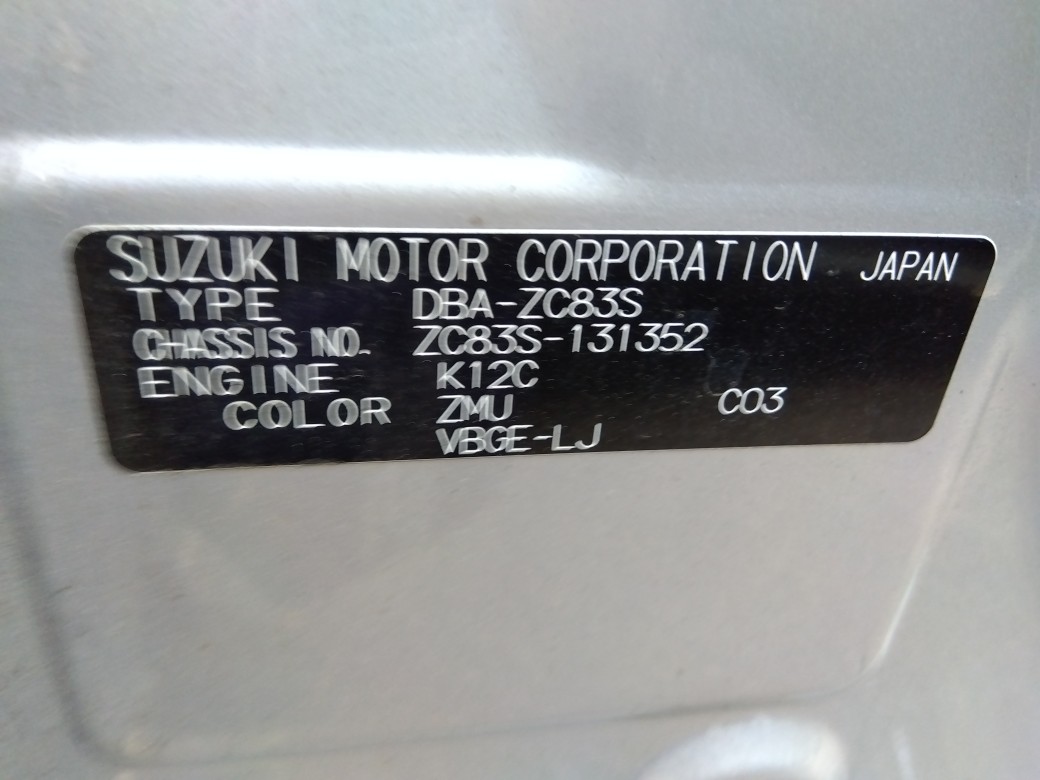 SUZUKI MOTOR CORPORATION JAPAN
TYPE DBA-ZC83S
CHASSIS NO. ZC83S-131352
ENGINE K12C
COLOR ZMU C03
VBGE-LJ